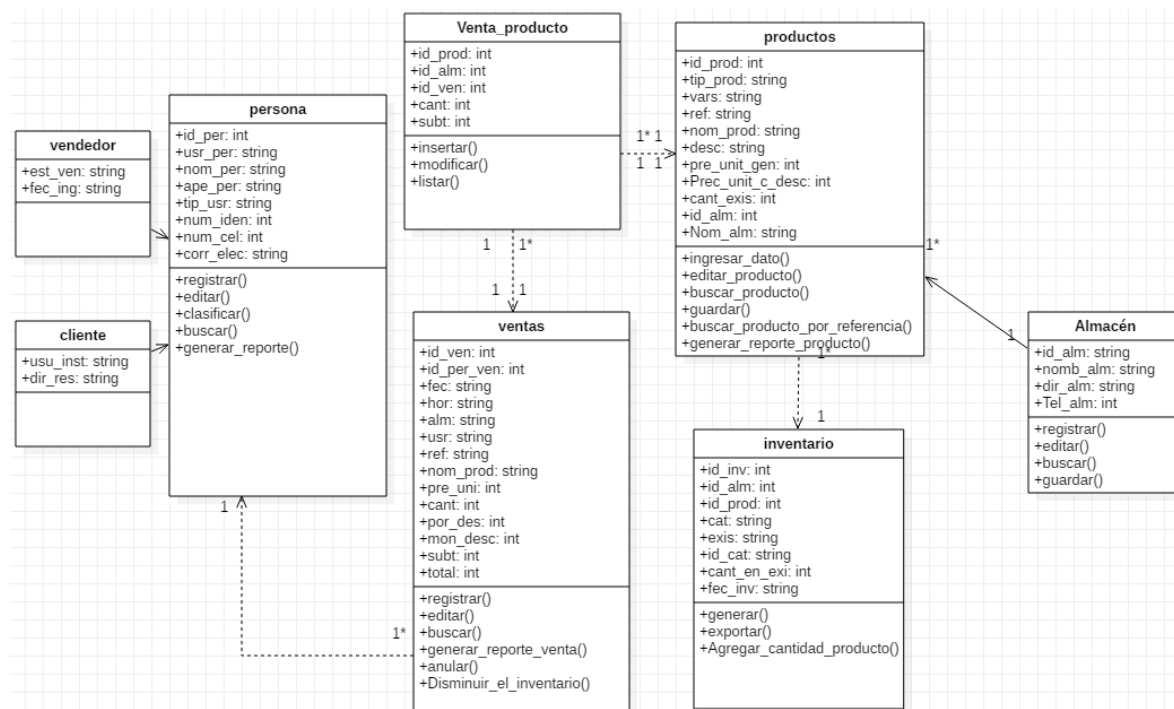 Venta_producto
+id_prod: int
+id_alm: int
+id_ven: int
+cant: int
+subt: int
+insertar()
+modificar()
+listar()
productos
+id_prod: int
+tip_prod: string
+vars: string
+ref: string
+nom_prod: string
+desc: string
+pre_unit_gen: int
+Prec_unit_c_desc: int
+cant_exis: int
+id_alm: int
+Nom_alm: string
+ingresar_dato()
+editar_producto()
+buscar_producto()
+guardar()
+buscar_producto_por_referencia()
+generar_reporte_producto()
persona
+id_per: int
+usr_per: string
+nom_per: string
+ape_per: string
+tip_usr: string
+num_iden: int
+num_cel: int
+corr_elec: string
+registrar()
+editar()
+clasificar()
+buscar()
+generar_reporte()
vendedor
+est_ven: string
+fec_ing: string
cliente
+usu_inst: string
+dir_res: string
1* 1
1 1
1 1*
1 1
1*
1
1*
1
1
1*
ventas
+id_ven: int
+id_per_ven: int
+fec: string
+hor: string
+alm: string
+usr: string
+ref: string
+nom_prod: string
+pre_uni: int
+cant: int
+por_des: int
+mon_desc: int
+subt: int
+total: int
+registrar()
+editar()
+buscar()
+generar_reporte_venta()
+anular()
+Disminuir_el_inventario()
Almacén
+id_alm: string
+nomb_alm: string
+dir_alm: string
+Tel_alm: int
+registrar()
+editar()
+buscar()
+guardar()
inventario
+id_inv: int
+id_alm: int
+id_prod: int
+cat: string
+exis: string
+id_cat: string
+cant_en_exi: int
+fec_inv: string
+generar()
+exportar()
+Agregar_cantidad_producto()